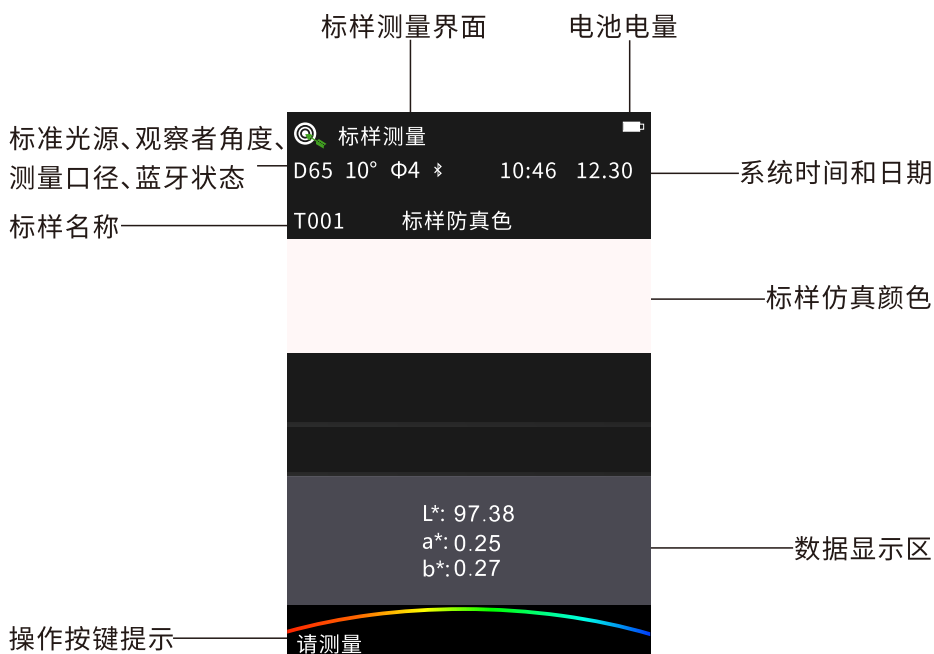 标样测量界面
电池电量
标准光源、观察者角度、
测量口径、蓝牙状态
标样测量
D65 10° Φ4 10:46 12.30
系统时间和日期
标样名称
T001 标样防真色
标样仿真颜色
L*: 97.38
a*: 0.25
b*: 0.27
数据显示区
操作按键提示
请测量